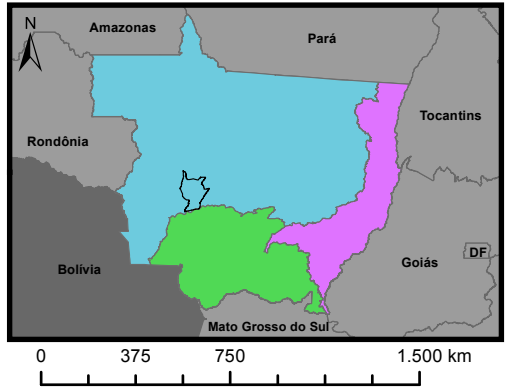 N
Amazonas
Pará
Tocantins
Rondônia
Bolívia
Goiás
DF
Mato Grosso do Sul
0 375 750 1.500 km